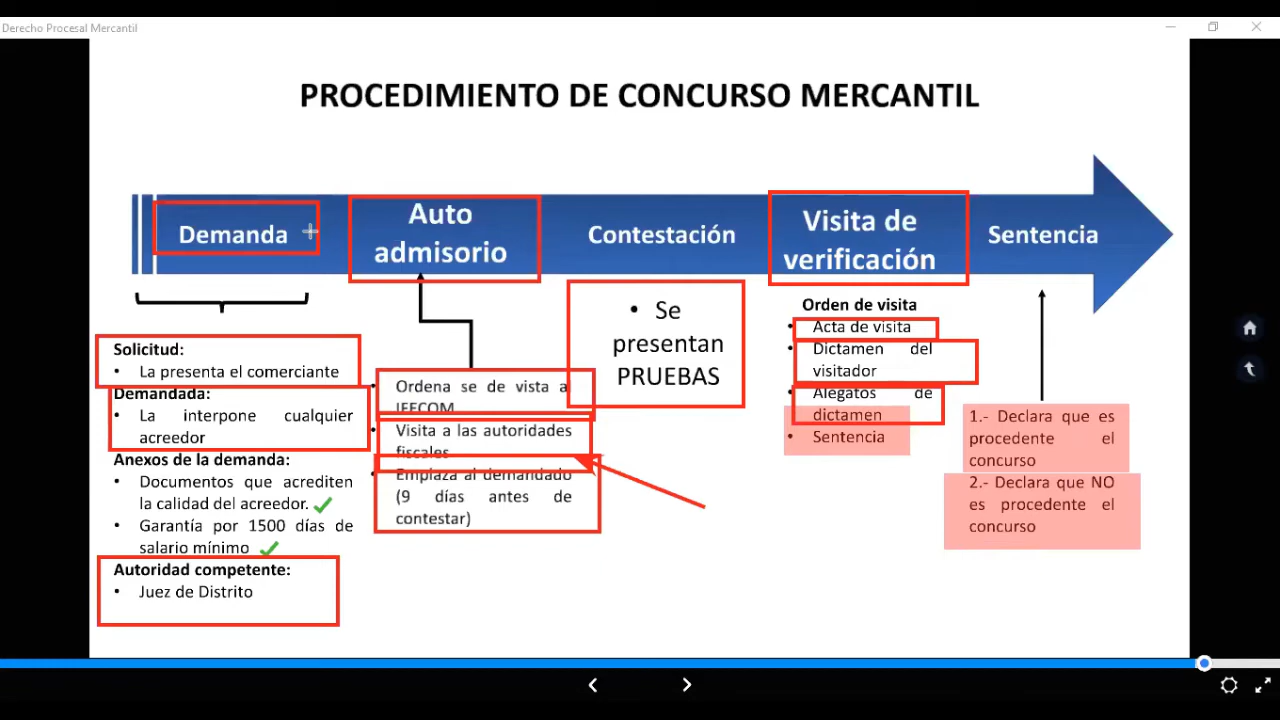 Derecho Procesal Mercantil
PROCEDIMIENTO DE CONCURSO MERCANTIL
Demanda
Auto
admisorio
Contestación
Visita de
verificación
Sentencia
Solicitud:
• La presenta el comerciante
Demandada:
• La interpone cualquier
acreedor
Anexos de la demanda:
• Documentos que acrediten
la calidad del acreedor.
• Garantía por 1500 días de
salario mínimo
Autoridad competente:
• Juez de Distrito
• Ordena se de vista a
IFECOM
• Visita a las autoridades
fiscales
• Emplaza al demandado
(9 días antes de
contestar)
• Se
presentan
PRUEBAS
Orden de visita
• Acta de visita
• Dictamen del
visitador
• Alegatos de
dictamen
• Sentencia
1.- Declara que es
procedente el
concurso
2.- Declara que NO
es procedente el
concurso